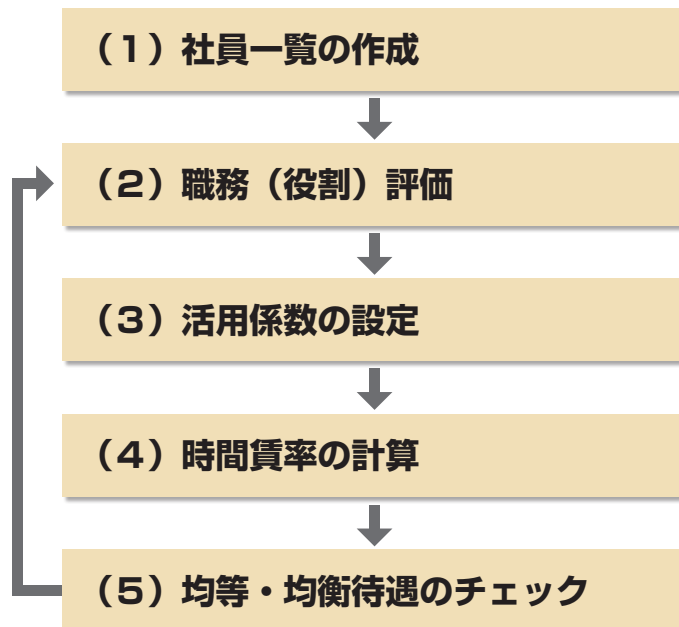 （1）社員一覧の作成
（2）職務（役割）評価
（3）活用係数の設定
（4）時間賃率の計算
（5）均等・均衡待遇のチェック